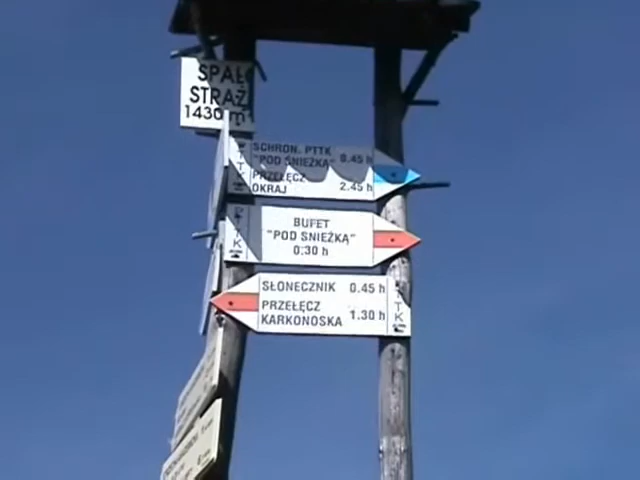 SPAL.
STRAŻ.
1430 m
SCHRON. PTTK
"POD ŚNIEŻKĄ" 0.45 h
PRZEŁĘCZ
OKRAJ 2.45 h
PTTK
BUFET
"POD ŚNIEŻKĄ"
0:30 h
PTTK
SŁONECZNIK 0.45 h
PRZEŁĘCZ
KARKONOSKA 1.30 h
PTTK